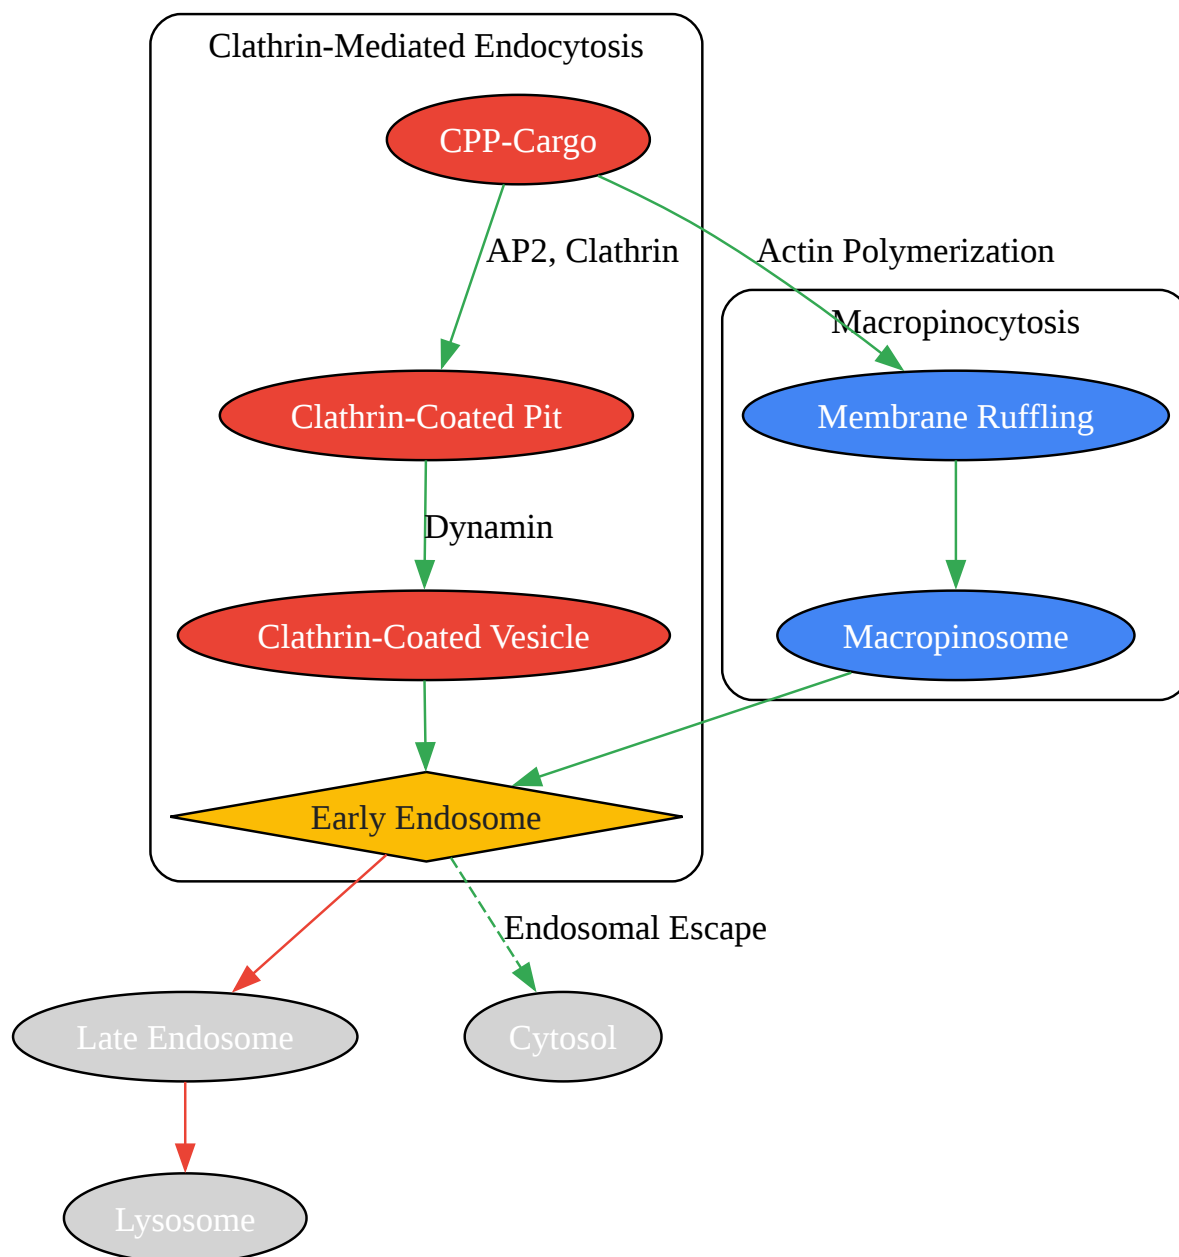 Clathrin-Mediated Endocytosis
CPP-Cargo
AP2, Clathrin
Actin Polymerization
Macropinocytosis
Clathrin-Coated Pit
Membrane Ruffling
Dynamin
Clathrin-Coated Vesicle
Macropinosome
Early Endosome
Endosomal Escape
Late Endosome
Cytosol
Lysosome